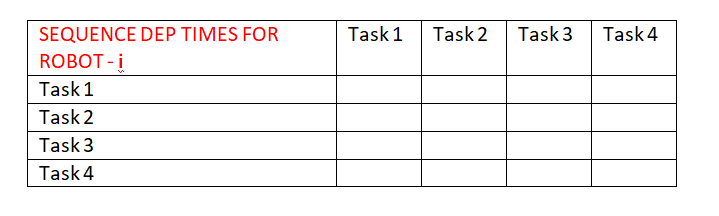 SEQUENCE DEP TIMES FOR
ROBOT - i
Task 1 Task 2 Task 3 Task 4
Task 1
Task 2
Task 3
Task 4